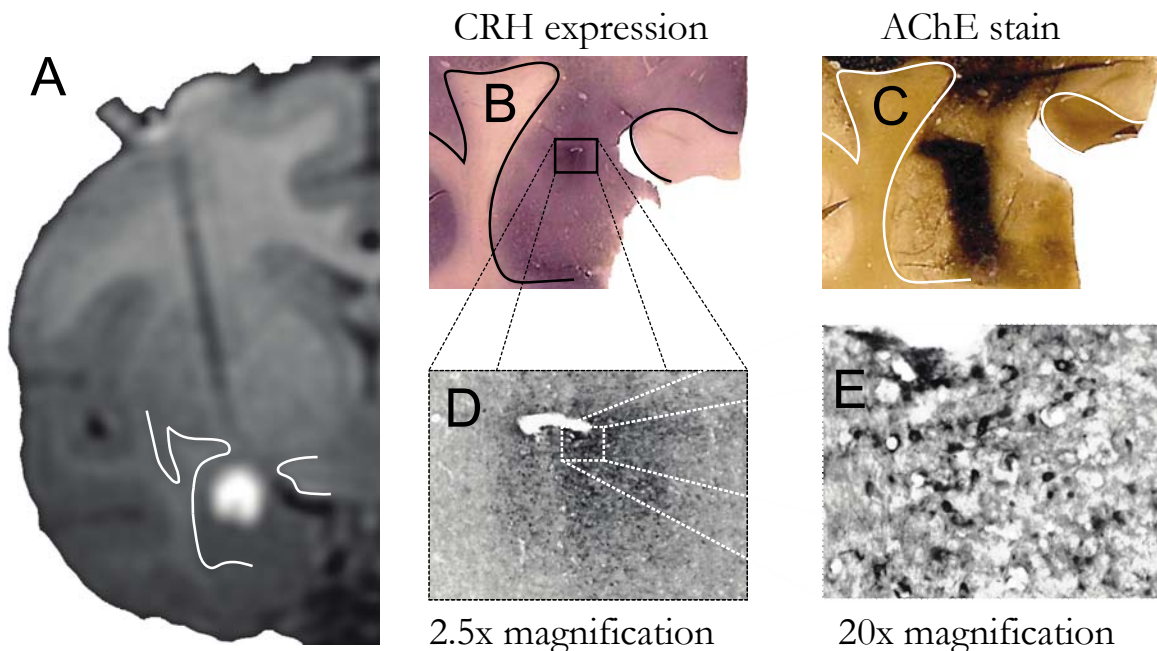 CRH expression
AChE stain
A
B
C
D
E
2.5x magnification
20x magnification